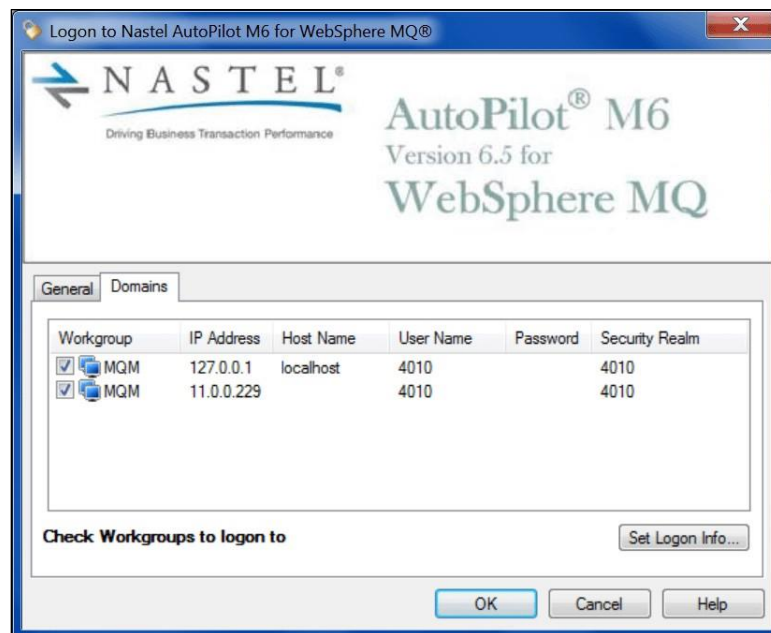 Logon to Nastel AutoPilot M6 for WebSphere MQ®
NASTEL®
Driving Business Transaction Performance
AutoPilot® M6
Version 6.5 for
WebSphere MQ
General Domains
Workgroup IP Address Host Name User Name Password Security Realm
MQM 127.0.0.1 localhost 4010 4010
MQM 11.0.0.229 4010 4010
Check Workgroups to logon to Set Logon Info...
OK Cancel Help